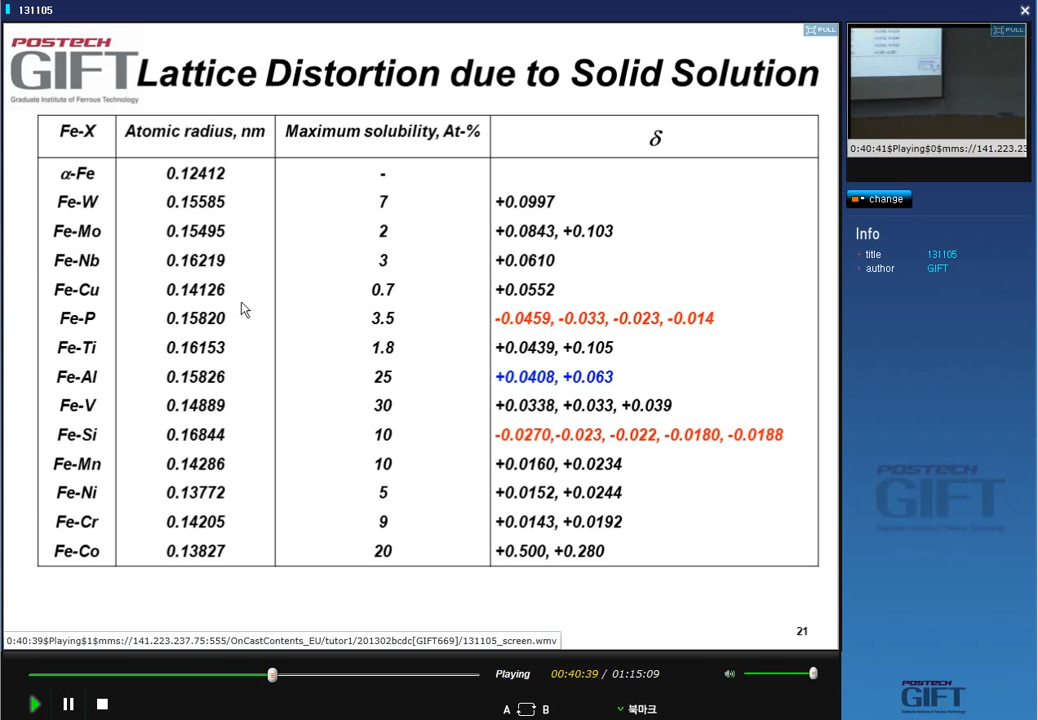 131105
POSTECH
GIFT
Graduate Institute of Ferrous Technology
Lattice Distortion due to Solid Solution
FULL
Fe-X Atomic radius, nm Maximum solubility, At-% δ
α-Fe 0.12412 -
Fe-W 0.15585 7 +0.0997
Fe-Mo 0.15495 2 +0.0843, +0.103
Fe-Nb 0.16219 3 +0.0610
Fe-Cu 0.14126 0.7 +0.0552
Fe-P 0.15820 3.5 -0.0459, -0.033, -0.023, -0.014
Fe-Ti 0.16153 1.8 +0.0439, +0.105
Fe-Al 0.15826 25 +0.0408, +0.063
Fe-V 0.14889 30 +0.0338, +0.033, +0.039
Fe-Si 0.16844 10 -0.0270,-0.023, -0.022, -0.0180, -0.0188
Fe-Mn 0.14286 10 +0.0160, +0.0234
Fe-Ni 0.13772 5 +0.0152, +0.0244
Fe-Cr 0.14205 9 +0.0143, +0.0192
Fe-Co 0.13827 20 +0.500, +0.280
21
0:40:39$Playing$1$mms://141.223.237.75:555/OnCastContents_EU/tutor1/201302bcdc[GIFT669]/131105_screen.wmv
Playing 00:40:39 / 01:15:09
A B 북마크
FULL
0:40:41$Playing$0$mms://141.223.23
change
Info
title 131105
author GIFT
POSTECH
GIFT
POSTECH
GIFT